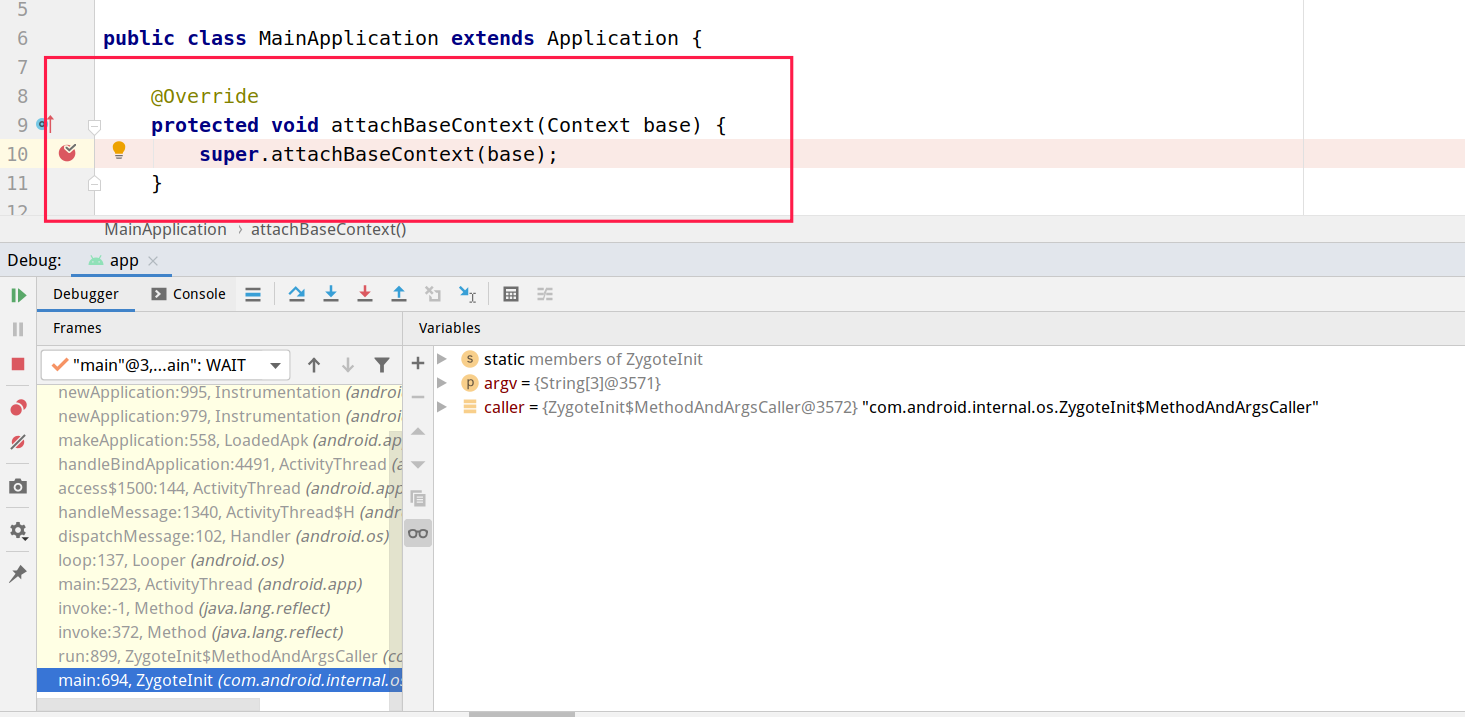 5
6 public class MainApplication extends Application {
7
8 @Override
9 protected void attachBaseContext(Context base) {
10 super.attachBaseContext(base);
11 }
12
MainApplication › attachBaseContext()
Debug: app
Debugger Console
Frames Variables
"main"@3,...ain": WAIT
static members of ZygoteInit
argv = {String[3]@3571}
caller = {ZygoteInit$MethodAndArgsCaller@3572} "com.android.internal.os.ZygoteInit$MethodAndArgsCaller"
newApplication:995, Instrumentation (androi
newApplication:979, Instrumentation (androi
makeApplication:558, LoadedApk (android.ap
handleBindApplication:4491, ActivityThread (a
access$1500:144, ActivityThread (android.app
handleMessage:1340, ActivityThread$H (andr
dispatchMessage:102, Handler (android.os)
loop:137, Looper (android.os)
main:5223, ActivityThread (android.app)
invoke:-1, Method (java.lang.reflect)
invoke:372, Method (java.lang.reflect)
run:899, ZygoteInit$MethodAndArgsCaller (co
main:694, ZygoteInit (com.android.internal.os